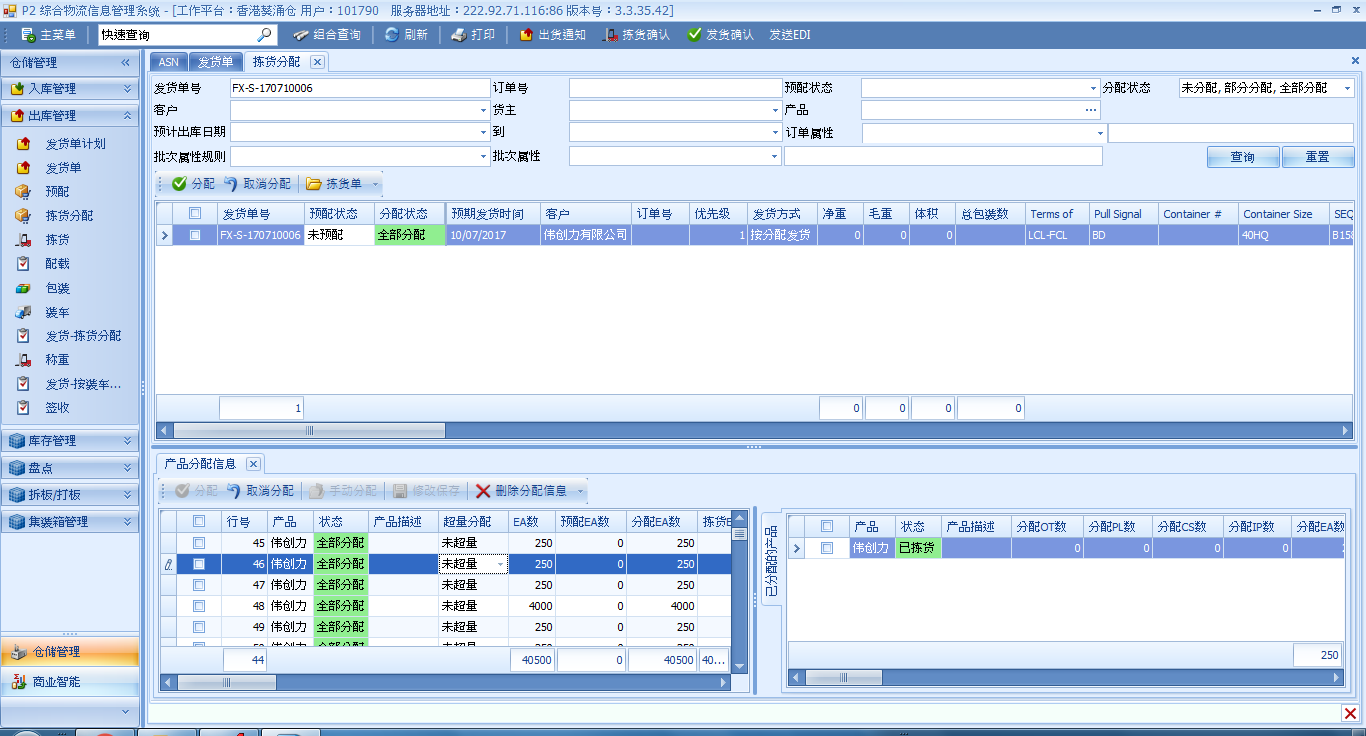 P2 综合物流信息管理系统 - [工作平台：香港葵涌仓 用户：101790 服务器地址：222.92.71.116:86 版本号：3.3.35.42]
主菜单 快速查询 组合查询 刷新 打印 出货通知 拣货确认 发货确认 发送EDI
仓储管理
入库管理
出库管理
发货单计划
发货单
预配
拣货分配
拣货
配载
包装
装车
发货-拣货分配
称重
发货-按装车...
签收
库存管理
盘点
拆板/打板
集装箱管理
仓储管理
商业智能
ASN 发货单 拣货分配
发货单号 FX-S-170710006 订单号 预配状态 分配状态 未分配, 部分分配, 全部分配
客户 货主 产品
预计出库日期 到 订单属性
批次属性规则 批次属性 查询 重置
分配 取消分配 拣货单
发货单号 预配状态 分配状态 预期发货时间 客户 订单号 优先级 发货方式 净重 毛重 体积 总包装数 Terms of Pull Signal Container # Container Size SEQ
FX-S-170710006 未预配 全部分配 10/07/2017 伟创力有限公司 1 按分配发货 0 0 0 LCL-FCL BD 40HQ B158
1 0 0 0 0
产品分配信息
分配 取消分配 手动分配 修改保存 删除分配信息
行号 产品 状态 产品描述 超量分配 EA数 预配EA数 分配EA数 拣货E
45 伟创力 全部分配 未超量 250 0 250
46 伟创力 全部分配 未超量 250 0 250
47 伟创力 全部分配 未超量 250 0 250
48 伟创力 全部分配 未超量 4000 0 4000
49 伟创力 全部分配 未超量 250 0 250
44 40500 0 40500 40...
已分配的产品
产品 状态 产品描述 分配OT数 分配PL数 分配CS数 分配IP数 分配EA数
伟创力 已拣货 0 0 0 0
250